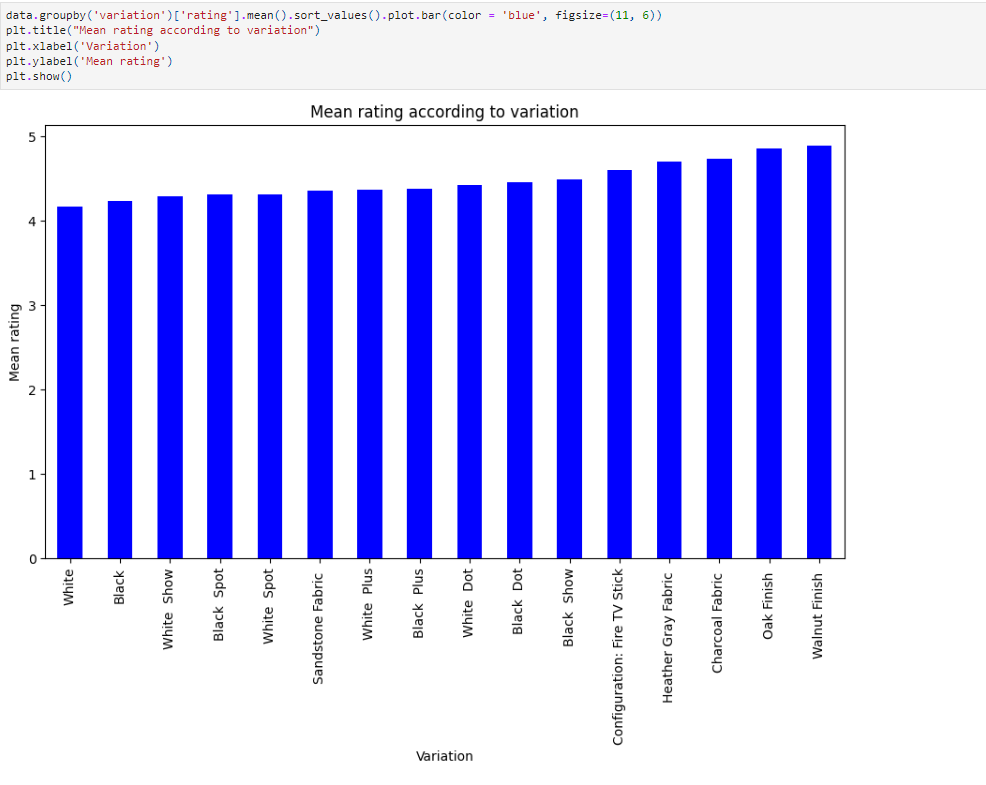 data.groupby('variation')['rating'].mean().sort_values().plot.bar(color = 'blue', figsize=(11, 6))
plt.title("Mean rating according to variation")
plt.xlabel('Variation')
plt.ylabel('Mean rating')
plt.show()
Mean rating according to variation
5
4
3
2
1
0
Mean rating
White
Black
White  Show
Black  Spot
White  Spot
Sandstone Fabric
White  Plus
Black  Plus
White  Dot
Black  Dot
Black  Show
Configuration: Fire TV Stick
Heather Gray Fabric
Charcoal Fabric
Oak Finish
Walnut Finish
Variation